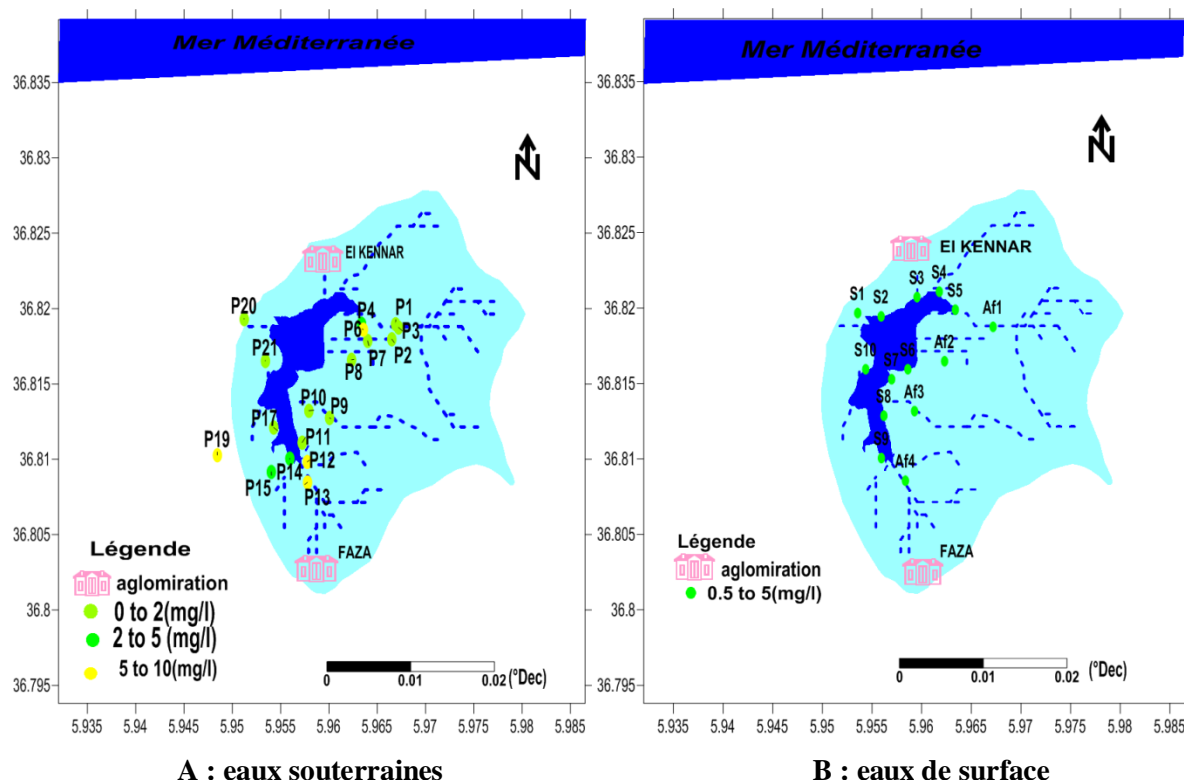 Mer Méditerranée
36.835
36.83
36.825
36.82
36.815
36.81
36.805
36.8
36.795
N
El KENNAR
P20
P4
P1
P6
P3
P21
P7
P2
P8
P10
P9
P17
P11
P19
P12
P14
P15
P13
FAZA
Légende
aglomiration
0 to 2(mg/l)
2 to 5 (mg/l)
5 to 10(mg/l)
0 0.01 0.02 (°Dec)
5.935 5.94 5.945 5.95 5.955 5.96 5.965 5.97 5.975 5.98 5.985
A : eaux souterraines
Mer Méditerranée
36.835
36.83
36.825
36.82
36.815
36.81
36.805
36.8
36.795
N
El KENNAR
S4
S3
S1
S2
S5
Af1
S10
S6
Af2
S7
S8
Af3
S9
Af4
FAZA
Légende
aglomiration
0.5 to 5(mg/l)
0 0.01 0.02 (°Dec)
5.935 5.94 5.945 5.95 5.955 5.96 5.965 5.97 5.975 5.98 5.985
B : eaux de surface